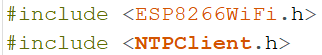 #include <ESP8266WiFi.h>
#include <NTPClient.h>